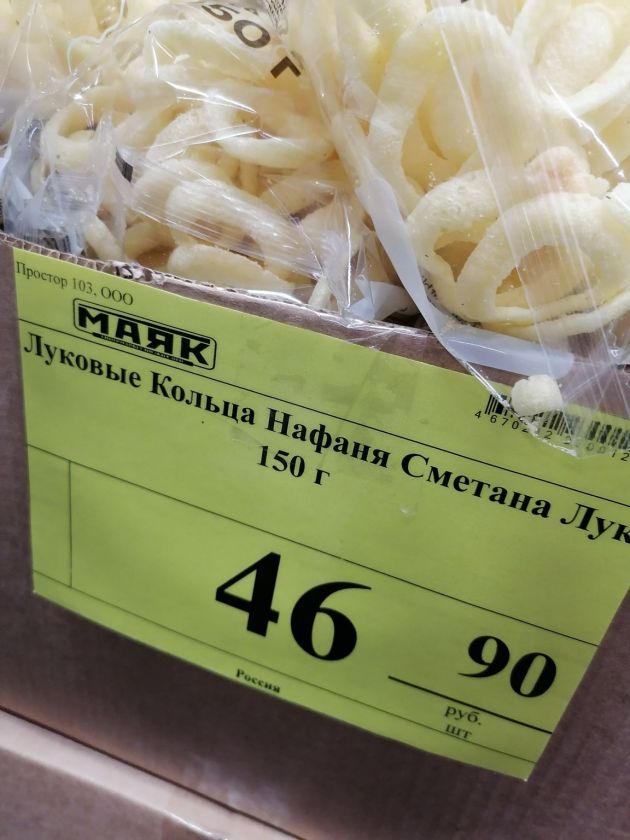 50 г
Простор 103, ООО
МАЯК
Луковые Кольца Нафаня Сметана Лук
150 г
46 90
руб.
шт
Россия